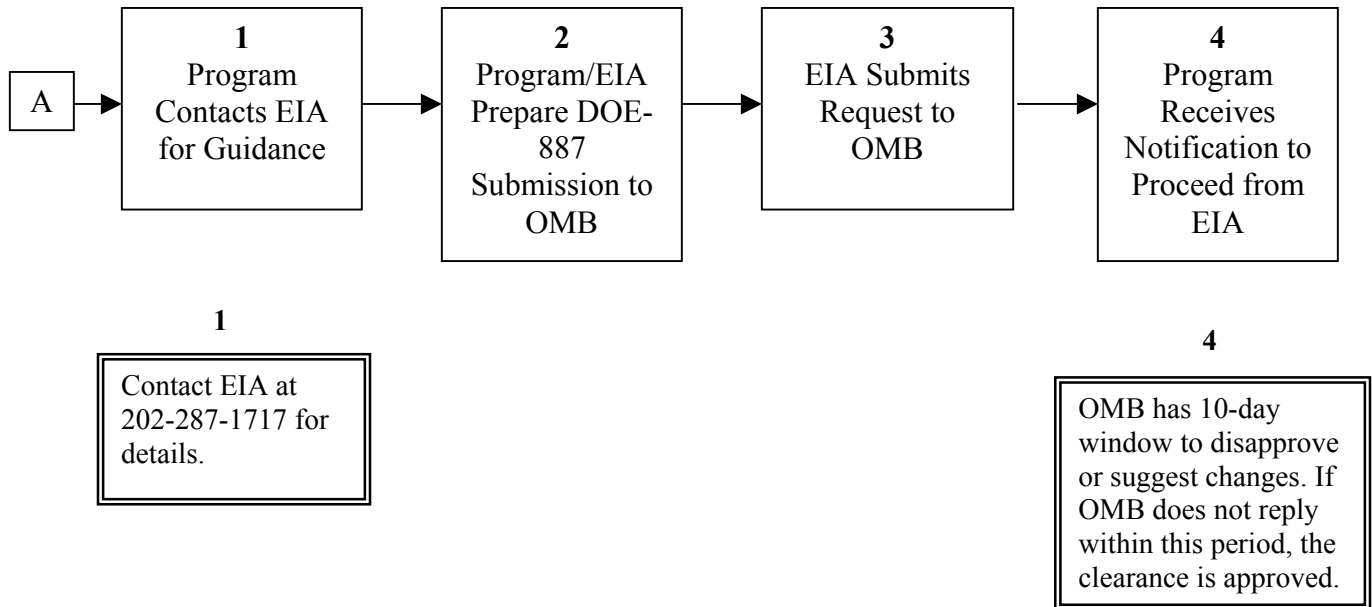 A
1
Program
Contacts EIA
for Guidance
2
Program/EIA
Prepare DOE-
887
Submission to
OMB
3
EIA Submits
Request to
OMB
4
Program
Receives
Notification to
Proceed from
EIA
1
Contact EIA at
202-287-1717 for
details.
4
OMB has 10-day
window to disapprove
or suggest changes. If
OMB does not reply
within this period, the
clearance is approved.